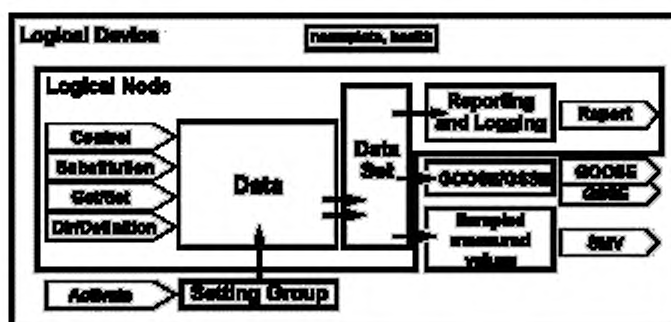 Logical Device
nameplate, health
Logical Node
Control
Substitution
Get/Set
Dir/Definition
Data
Data
Set
Reporting
and Logging
Report
GOOSE/GSSE
GOOSE
GSSE
Sampled
measured
values
SMV
Activate
Setting Group